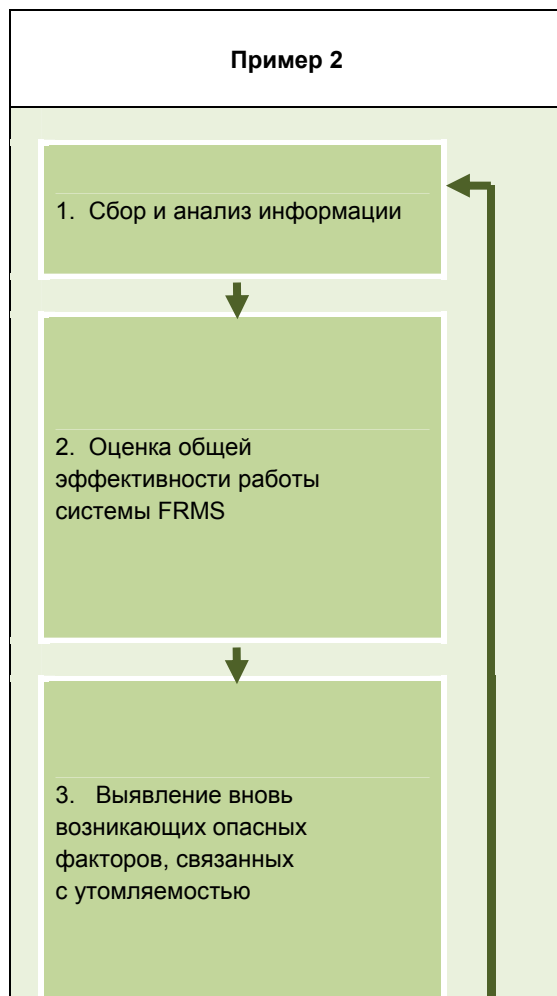 Пример 2
1. Сбор и анализ информации
2. Оценка общей
эффективности работы
системы FRMS
3. Выявление вновь
возникающих опасных
факторов, связанных
с утомляемостью